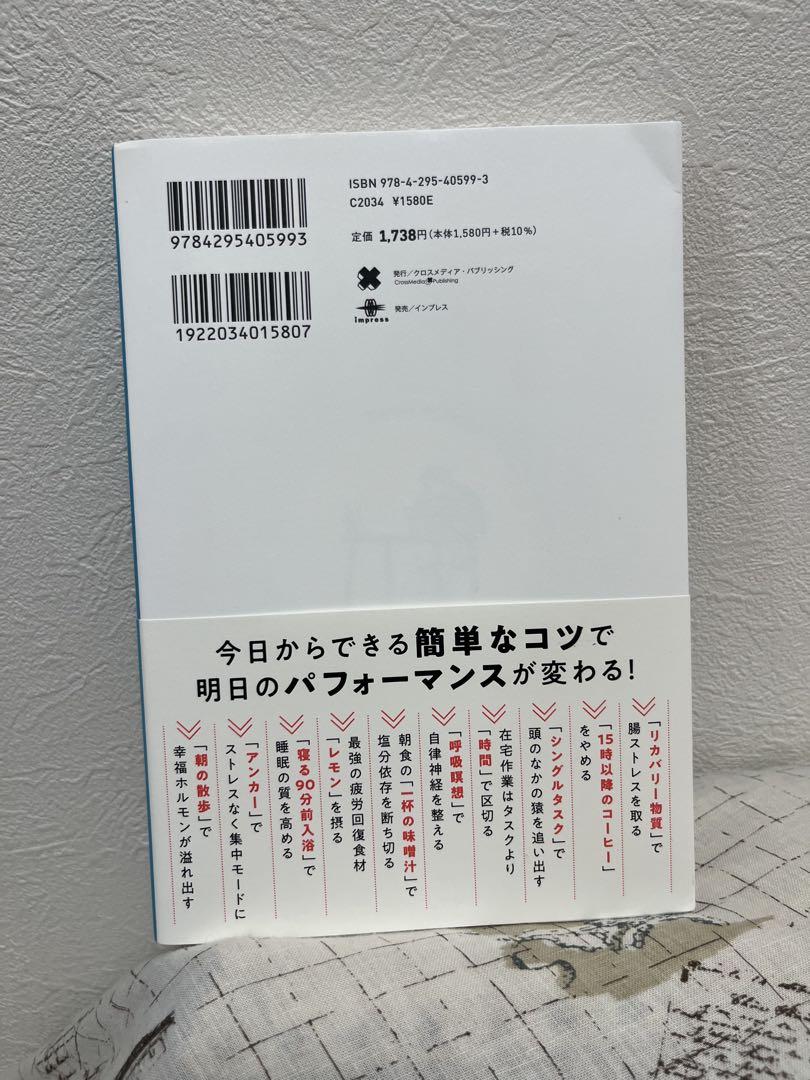 ISBN 978-4-295-40599-3
C2034 ¥1580E
定価 1,738円(本体1,580円+税10%)
9784295405993
発行/クロスメディア・パブリッシング
CrossMedia Publishing
1922034015807
impress
発売/インプレス
今日からできる簡単なコツで
明日のパフォーマンスが変わる!
「リカバリー物質」で
腸ストレスを取る
「15時以降のコーヒー」
をやめる
「シングルタスク」で
頭のなかの猿を追い出す
在宅作業はタスクより
「時間」で区切る
「呼吸瞑想」で
自律神経を整える
朝食の「一杯の味噌汁」で
塩分依存を断ち切る
最強の疲労回復食材
「レモン」を摂る
「寝る90分前入浴」で
睡眠の質を高める
「アンカー」で
ストレスなく集中モードに
「朝の散歩」で
幸福ホルモンが溢れ出す